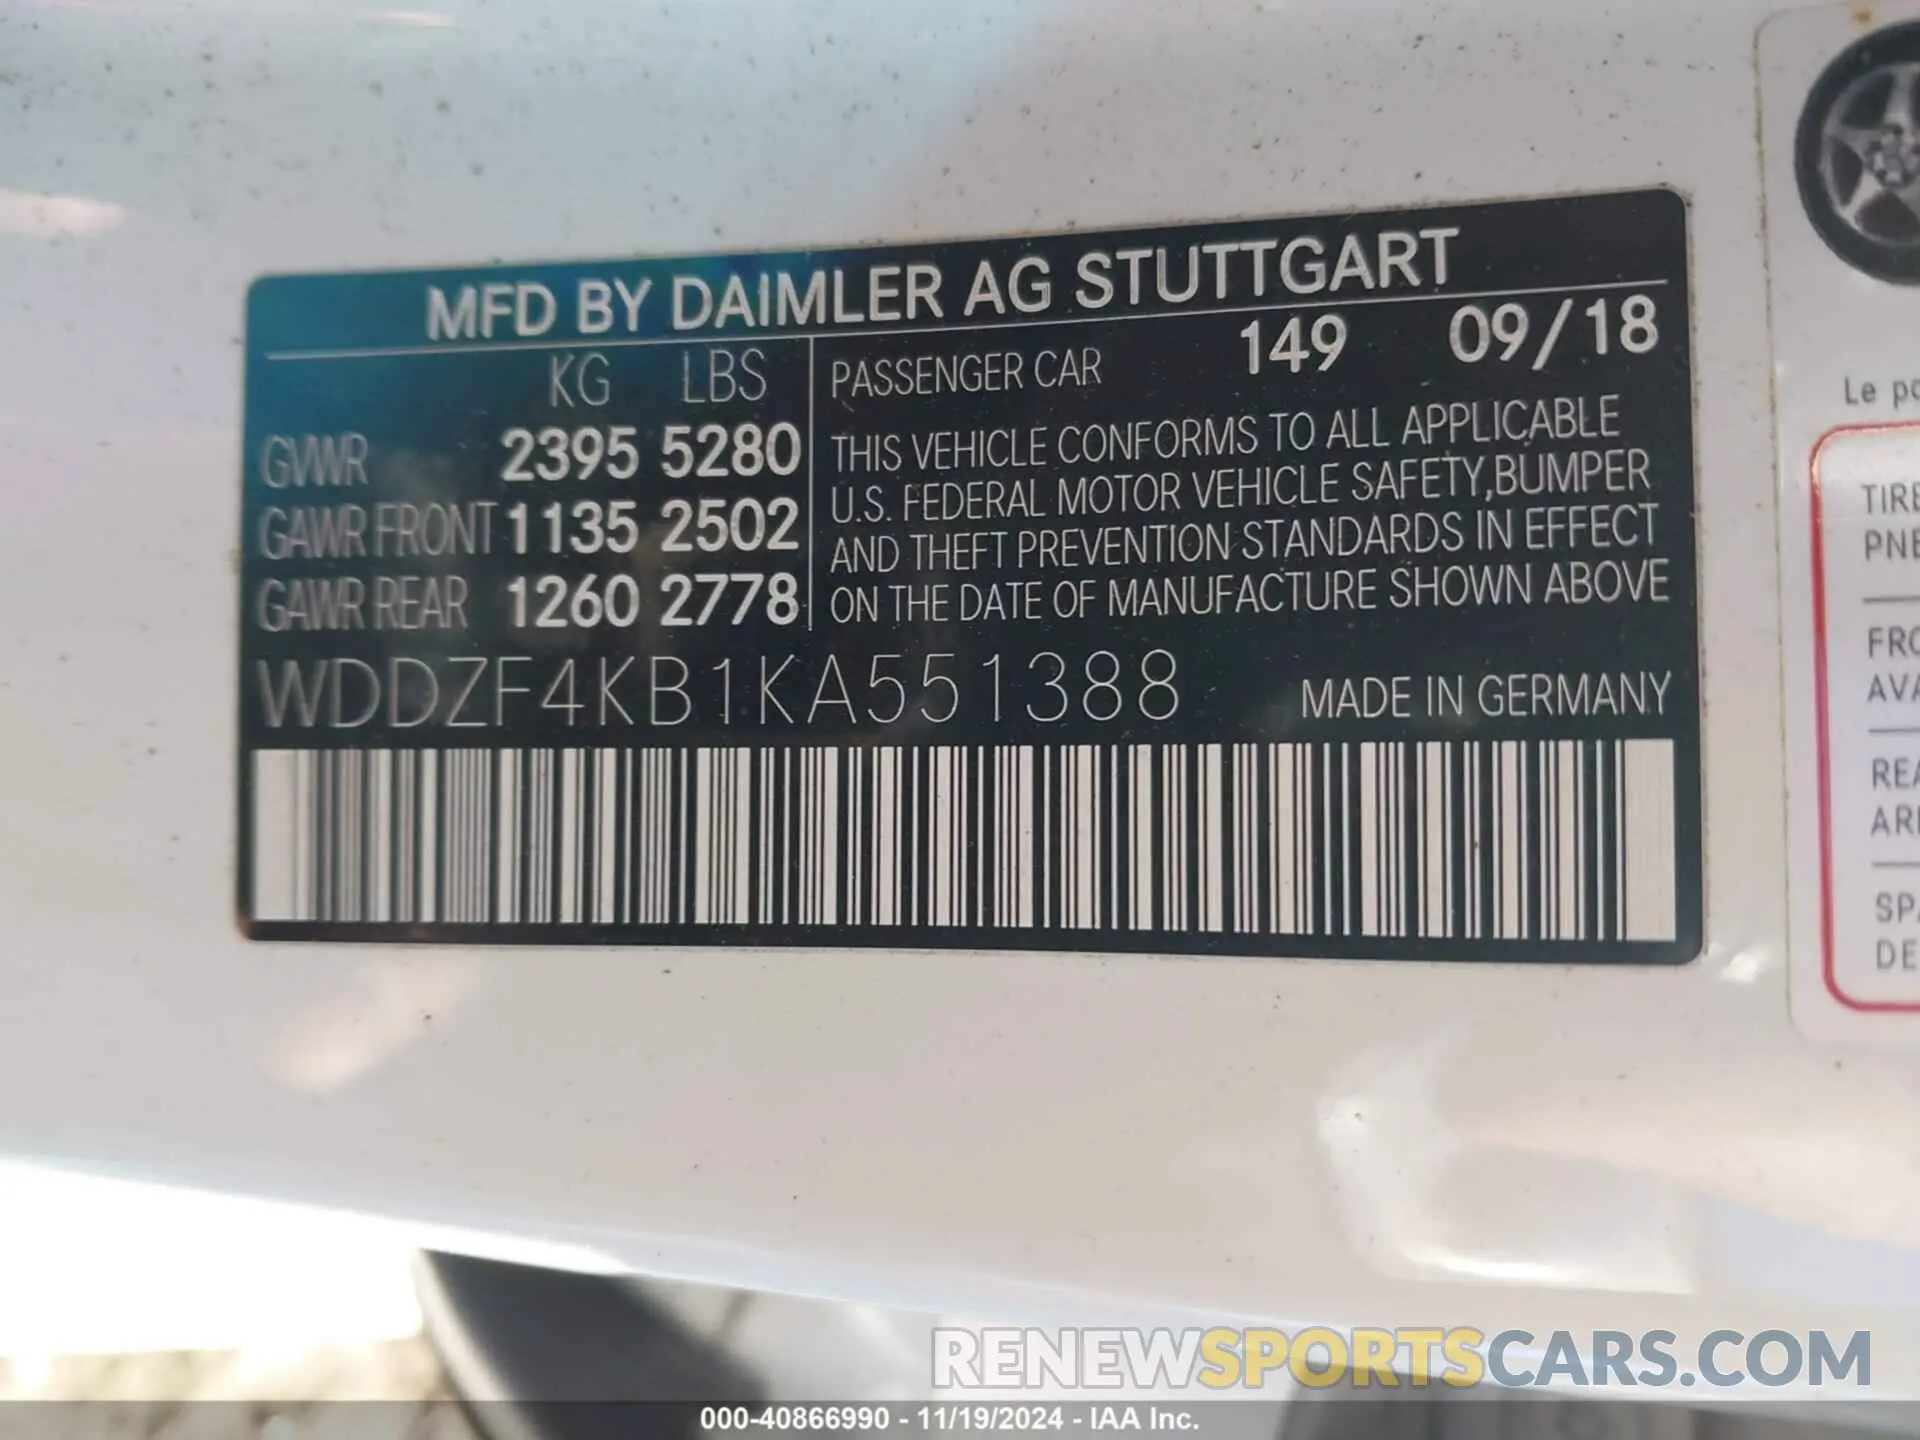 MFD BY DAIMLER AG STUTTGART
KG LBS
GVWR 2395 5280
GAWR FRONT 1135 2502
GAWR REAR 1260 2778
PASSENGER CAR 149 09/18
THIS VEHICLE CONFORMS TO ALL APPLICABLE
U.S. FEDERAL MOTOR VEHICLE SAFETY,BUMPER
AND THEFT PREVENTION STANDARDS IN EFFECT
ON THE DATE OF MANUFACTURE SHOWN ABOVE
WDDZF4KB1KA551388 MADE IN GERMANY
Le
RENEWSPORTSCARS.COM
000-40866990 - 11/19/2024 - IAA Inc.